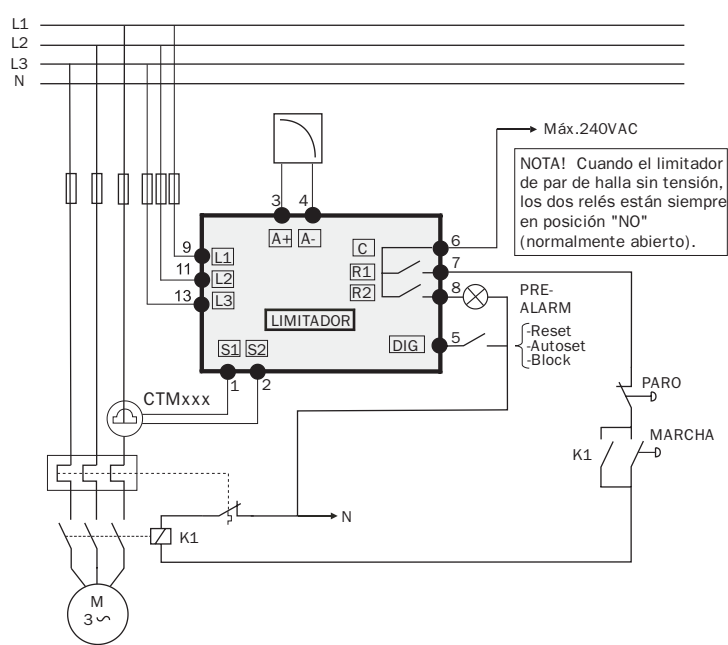 L1
L2
L3
N
Máx.240VAC
NOTA! Cuando el limitador
de par de halla sin tensión,
los dos relés están siempre
en posición "NO"
(normalmente abierto).
3 4
A+ A-
9 L1
11 L2
13 L3
C 6
R1 7
R2 8
LIMITADOR
PRE-
ALARM
DIG 5
-Reset
-Autoset
-Block
S1 S2
1 2
CTMxxx
PARO
MARCHA
K1
N
K1
M
3